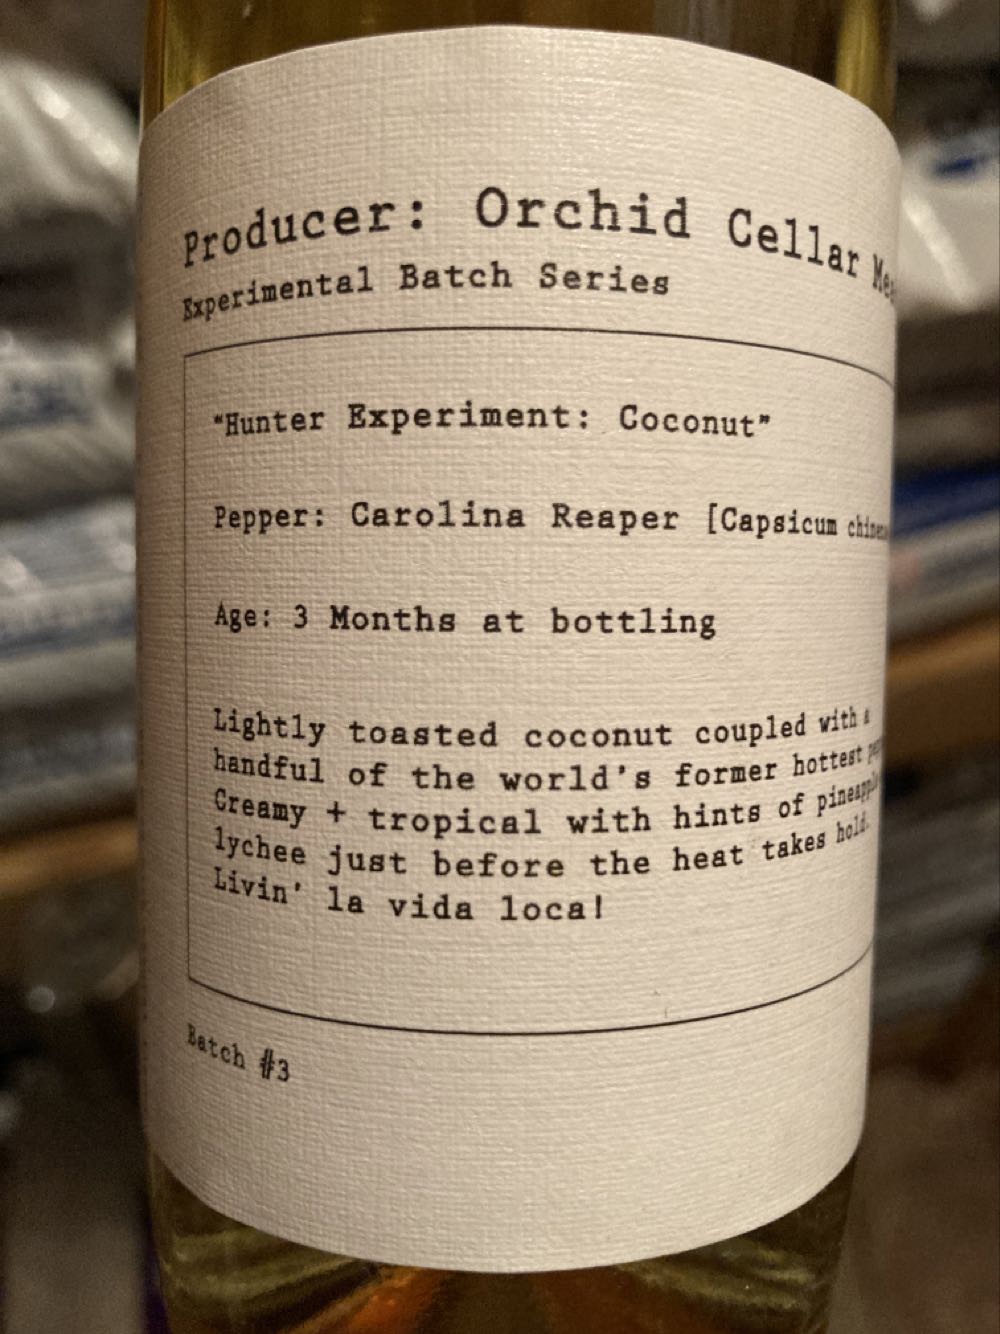 Producer: Orchid Cellar
Experimental Batch Series
"Hunter Experiment: Coconut"
Pepper: Carolina Reaper [Capsicum
Age: 3 Months at bottling
Lightly toasted coconut coupled with a
handful of the world's former hottest
Creamy + tropical with hints of pineapple
lychee just before the heat takes hold.
Livin' la vida loca!
Batch #3